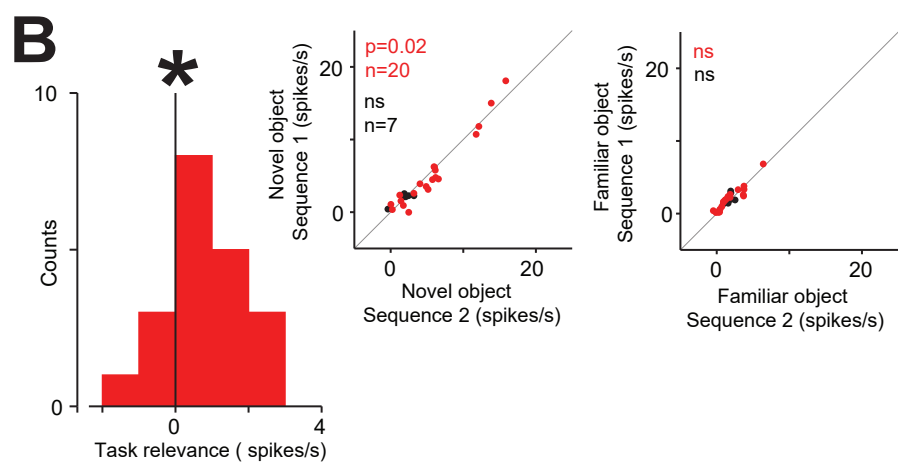 B
*
10
Counts
0
0
4
Task relevance ( spikes/s)
Novel object
Sequence 1 (spikes/s)
20
0
p=0.02
n=20
ns
n=7
0
20
Novel object
Sequence 2 (spikes/s)
Familiar object
Sequence 1 (spikes/s)
20
0
ns
ns
0
20
Familiar object
Sequence 2 (spikes/s)